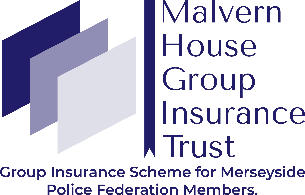 Malvern
House
Group
Insurance
Trust
Group Insurance Scheme for Merseyside
Police Federation Members.